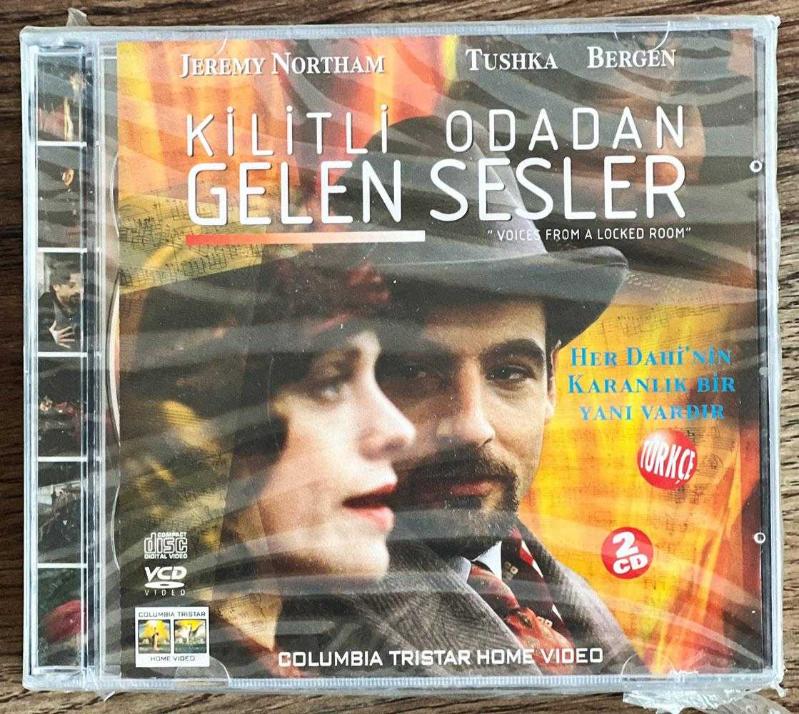 JEREMY NORTHAM TUSHKA BERGEN
KİLİTLİ ODADAN
GELEN SESLER
" VOICES FROM A LOCKED ROOM"
HER DAHİ'NİN
KARANLIK BİR
YANI VARDIR
TÜRKÇE
2
CD
COMPACT
disc
DIGITAL VIDEO
VCD
VIDEO
COLUMBIA TRISTAR
HOME VIDEO
COLUMBIA TRISTAR HOME VIDEO